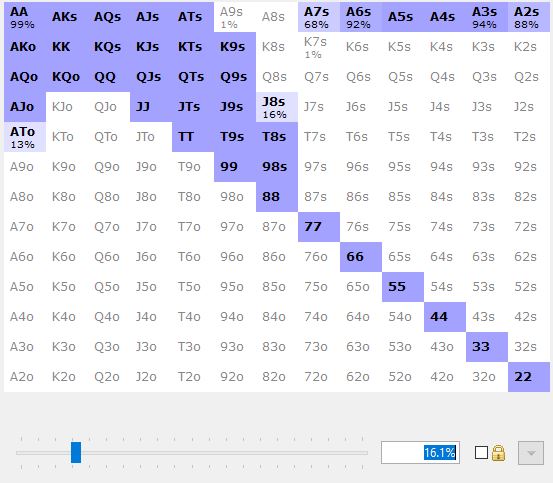 AA AKs AQs AJs ATs A9s A8s A7s A6s A5s A4s A3s A2s
99% 1% 68% 92% 94% 88%
AKo KK KQs KJs KTs K9s K8s K7s K6s K5s K4s K3s K2s
1%
AQo KQo QQ QJs QTs Q9s Q8s Q7s Q6s Q5s Q4s Q3s Q2s
AJo KJo QJo JJ JTs J9s J8s J7s J6s J5s J4s J3s J2s
16%
ATo KTo QTo JTo TT T9s T8s T7s T6s T5s T4s T3s T2s
13%
A9o K9o Q9o J9o T9o 99 98s 97s 96s 95s 94s 93s 92s
A8o K8o Q8o J8o T8o 98o 88 87s 86s 85s 84s 83s 82s
A7o K7o Q7o J7o T7o 97o 87o 77 76s 75s 74s 73s 72s
A6o K6o Q6o J6o T6o 96o 86o 76o 66 65s 64s 63s 62s
A5o K5o Q5o J5o T5o 95o 85o 75o 65o 55 54s 53s 52s
A4o K4o Q4o J4o T4o 94o 84o 74o 64o 54o 44 43s 42s
A3o K3o Q3o J3o T3o 93o 83o 73o 63o 53o 43o 33 32s
A2o K2o Q2o J2o T2o 92o 82o 72o 62o 52o 42o 32o 22
16.1%